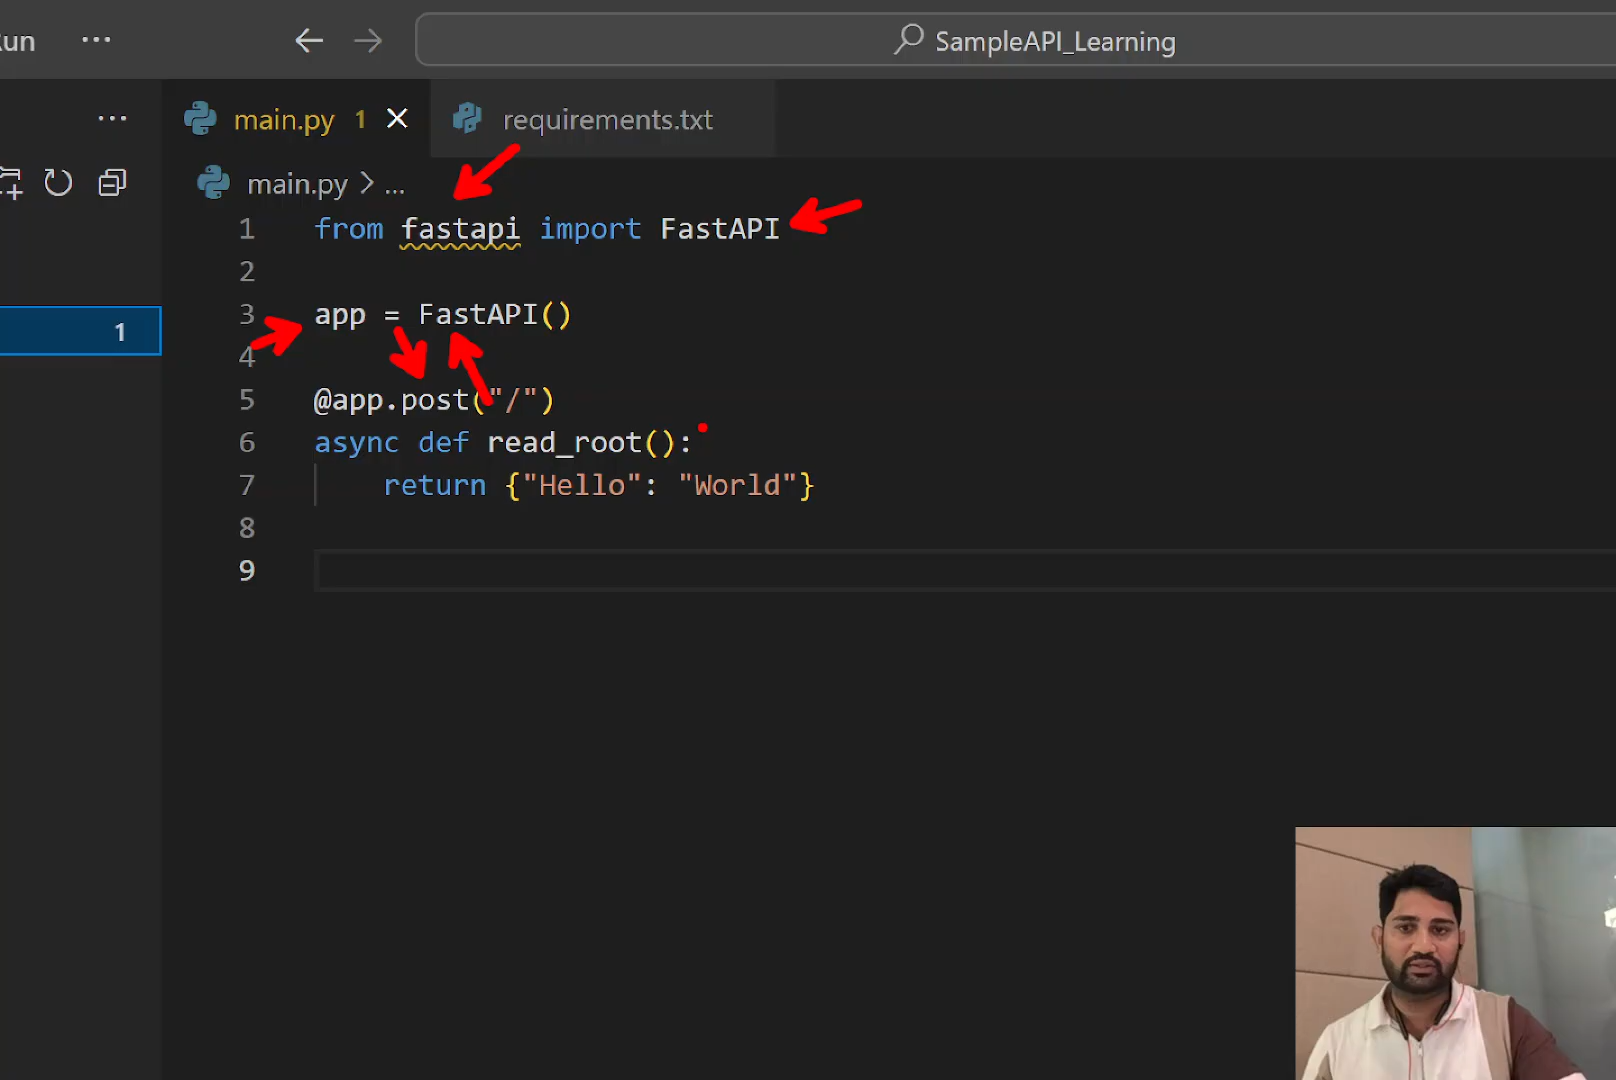 ... SampleAPI_Learning
... main.py 1 requirements.txt
main.py > ...
1 from fastapi import FastAPI
2
3 app = FastAPI()
4
5 @app.post("/")
6 async def read_root():
7 return {"Hello": "World"}
8
9
1